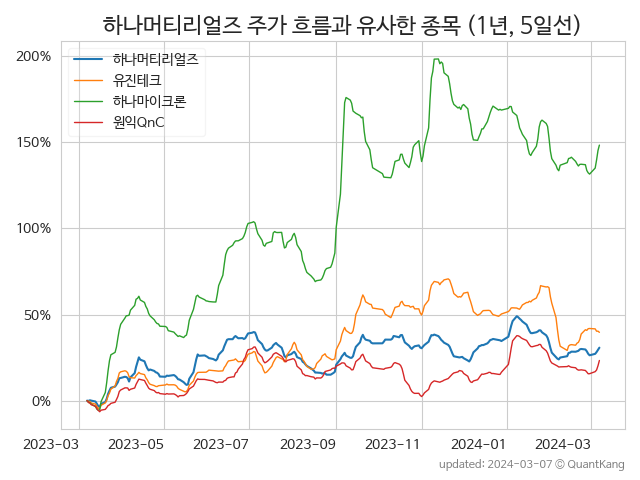 하나머티리얼즈 주가 흐름과 유사한 종목 (1년, 5일선)
하나머티리얼즈
유진테크
하나마이크론
원익QnC
200%
150%
100%
50%
0%
2023-03
2023-05
2023-07
2023-09
2023-11
2024-01
2024-03
updated: 2024-03-07 © QuantKang